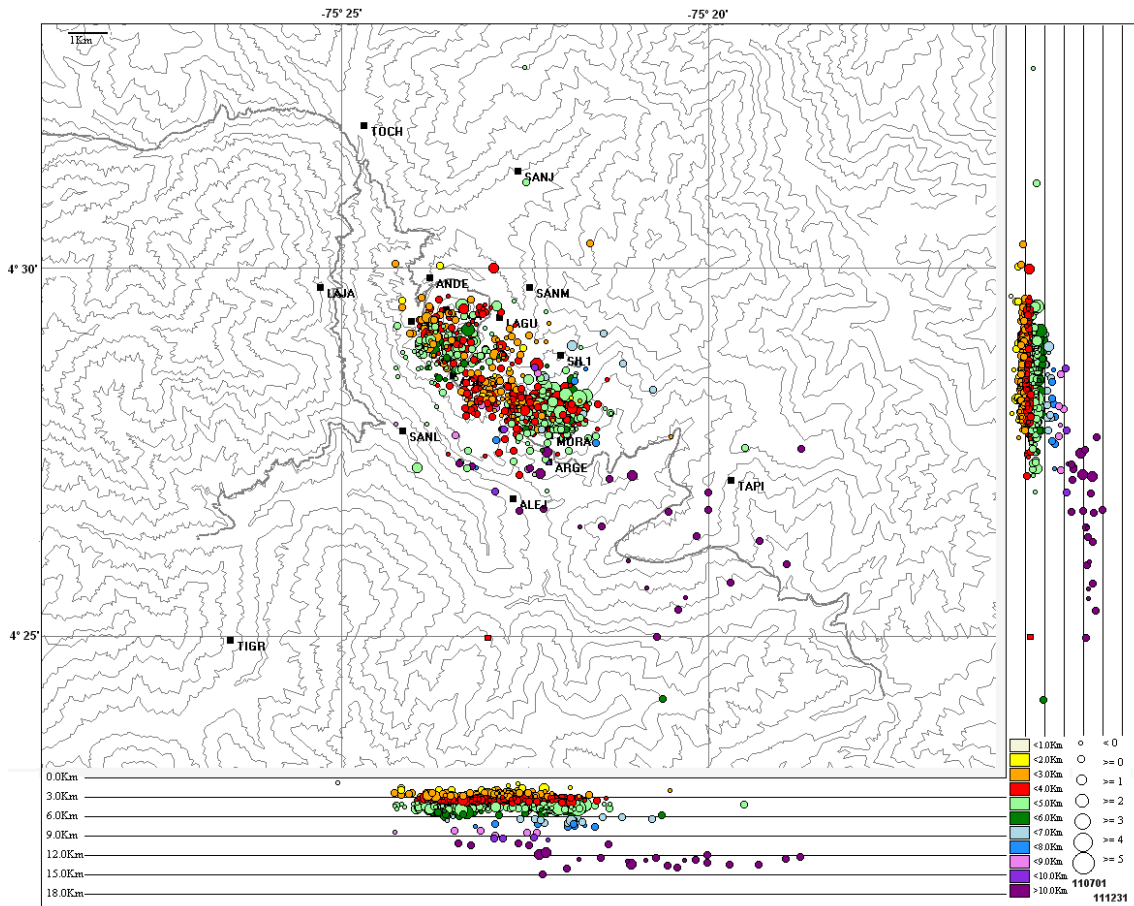 -75° 25'
-75° 20'
1Km
TOCH
SANJ
4° 30'
ANDE
LAJA
SANM
LAGU
SIL1
SANL
MORA
ARGE
TAPI
ALEJ
4° 25'
TIGR
<1.0Km
<2.0Km
<3.0Km
<4.0Km
<5.0Km
<6.0Km
<7.0Km
<8.0Km
<9.0Km
<10.0Km
>10.0Km
< 0
>= 0
>= 1
>= 2
>= 3
>= 4
>= 5
110701
111231
0.0Km
3.0Km
6.0Km
9.0Km
12.0Km
15.0Km
18.0Km